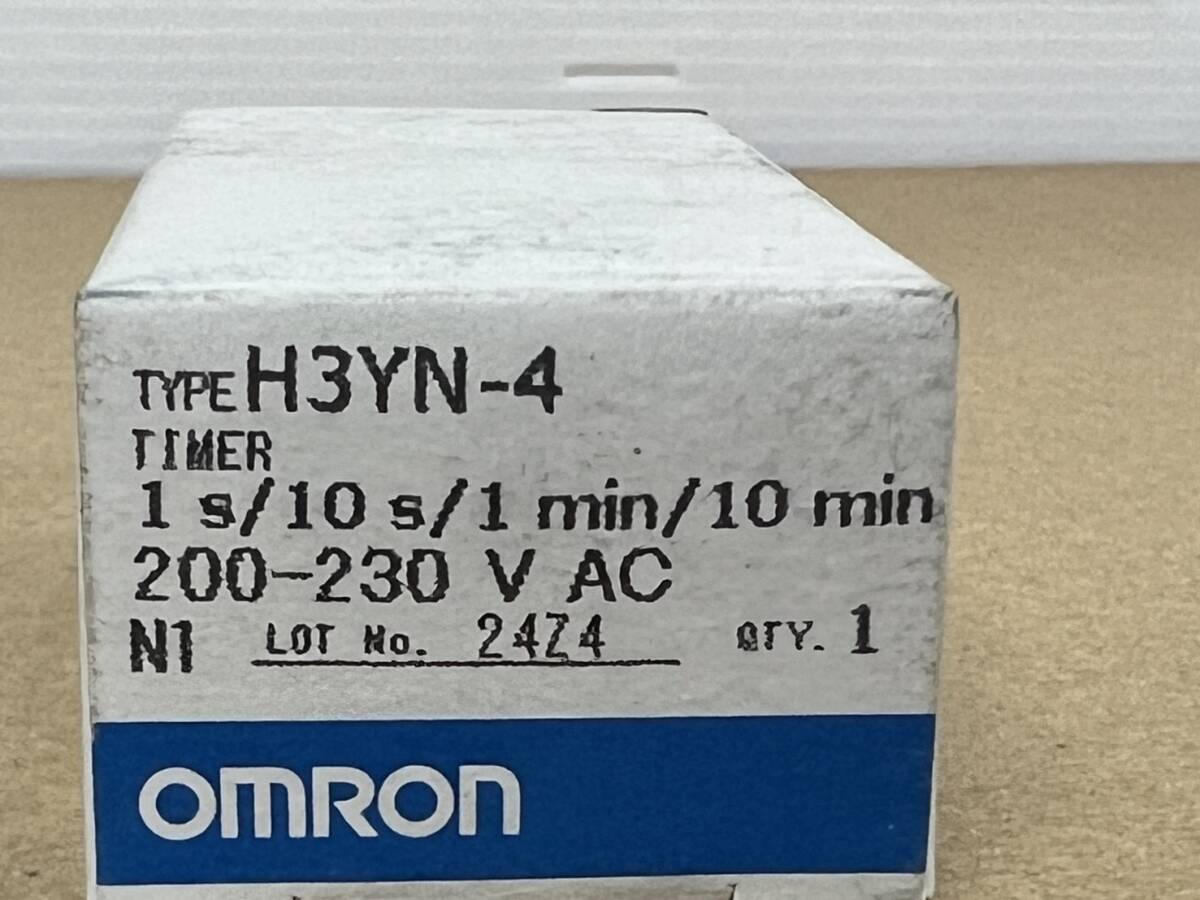 TYPE H3YN-4
TIMER
1 s/10 s/1 min/10 min
200-230 V AC
N1 LOT No. 24Z4 QTY. 1
OMRON